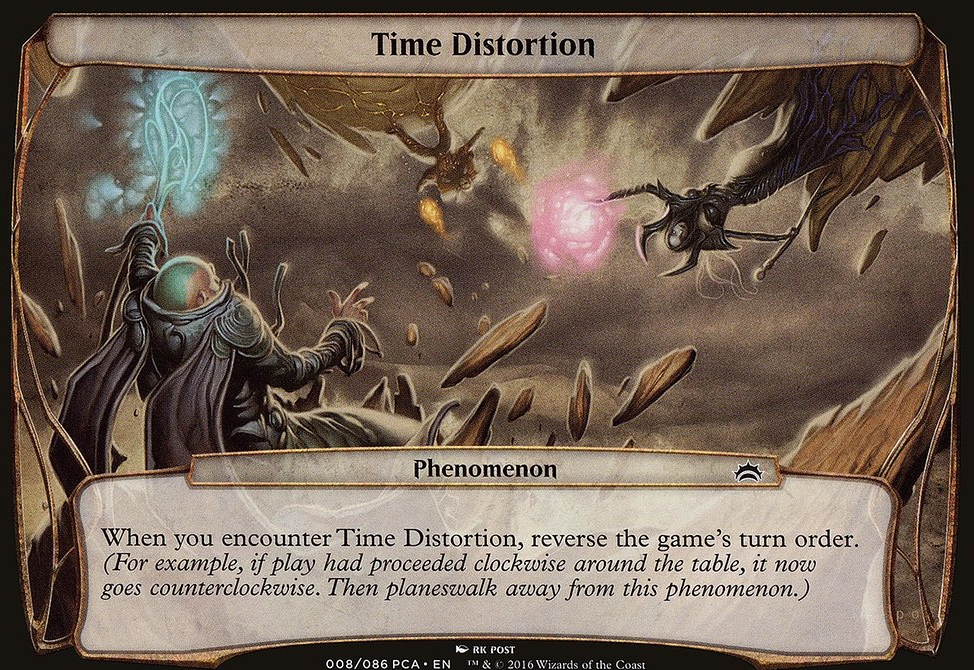 Time Distortion
Phenomenon
When you encounter Time Distortion, reverse the game's turn order.
(For example, if play had proceeded clockwise around the table, it now
goes counterclockwise. Then planeswalk away from this phenomenon.)
RK POST
008/086 PCA • EN ™ & © 2016 Wizards of the Coast